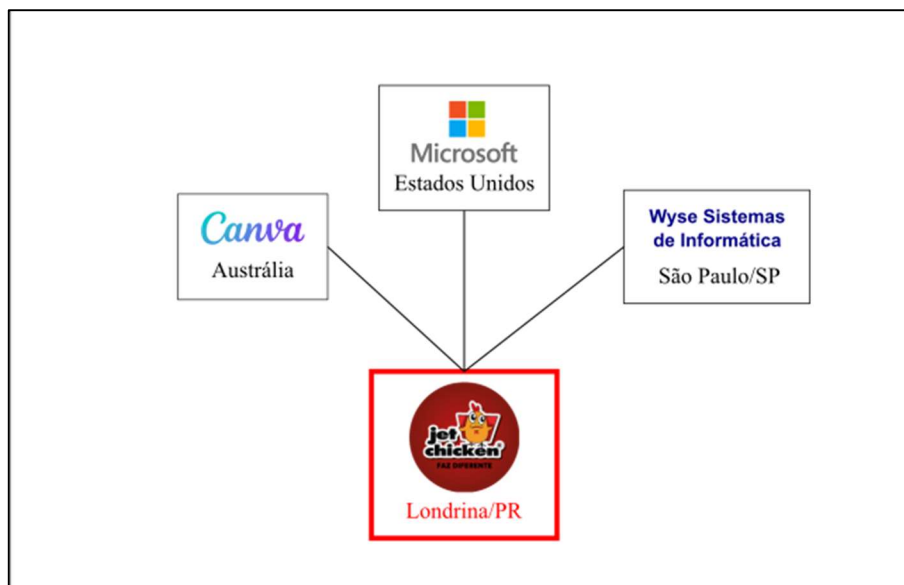 Microsoft
Estados Unidos
Canva
Austrália
Wyse Sistemas
de Informática
São Paulo/SP
jet
chicken®
FAZ DIFERENTE
Londrina/PR